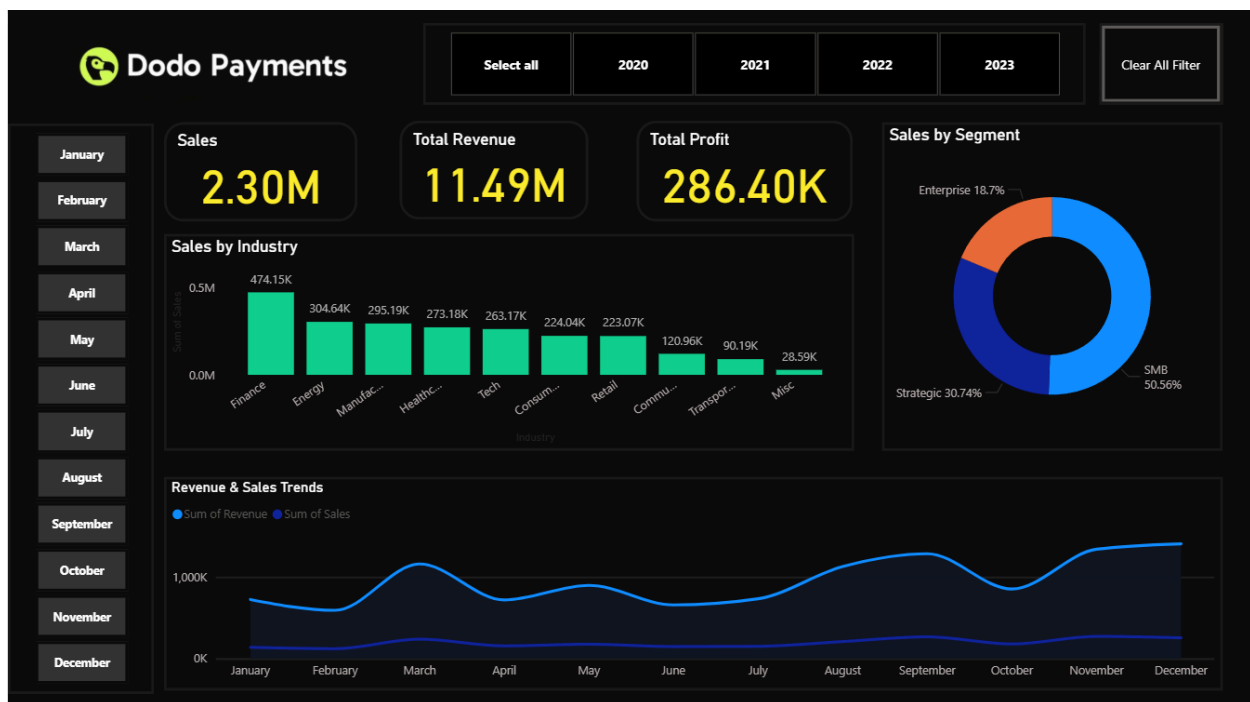 Dodo Payments
Select all
2020
2021
2022
2023
Clear All Filter
January
February
March
April
May
June
July
August
September
October
November
December
Sales
2.30M
Total Revenue
11.49M
Total Profit
286.40K
Sales by Segment
Enterprise 18.7%
Strategic 30.74%
SMB
50.56%
Sales by Industry
Sum of Sales
0.5M
0.0M
474.15K
304.64K
295.19K
273.18K
263.17K
224.04K
223.07K
120.96K
90.19K
28.59K
Finance
Energy
Manufac...
Healthc...
Tech
Consum...
Retail
Commu...
Transpor...
Misc
Industry
Revenue & Sales Trends
Sum of Revenue Sum of Sales
1,000K
0K
January February March April May June July August September October November December